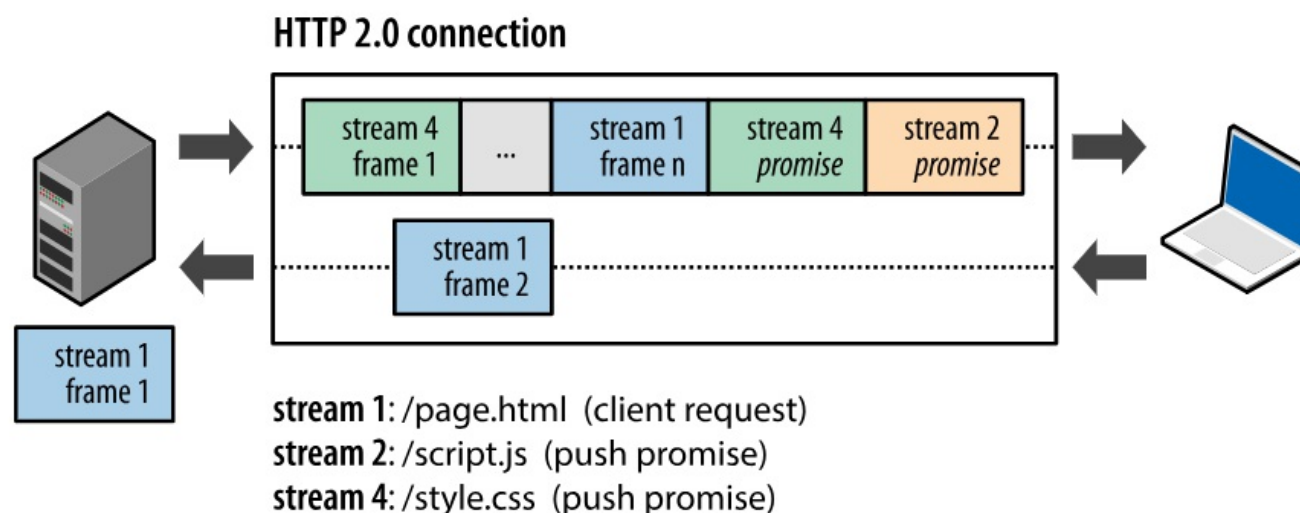 HTTP 2.0 connection
stream 4
frame 1
...
stream 1
frame n
stream 4
promise
stream 2
promise
stream 1
frame 2
stream 1
frame 1
stream 1: /page.html (client request)
stream 2: /script.js (push promise)
stream 4: /style.css (push promise)